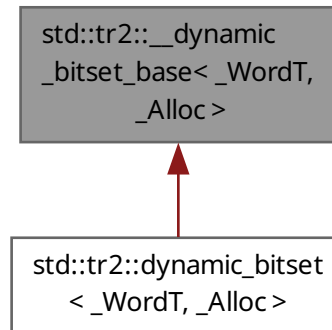 std::tr2::__dynamic
_bitset_base< _WordT,
_Alloc >
std::tr2::dynamic_bitset
< _WordT, _Alloc >